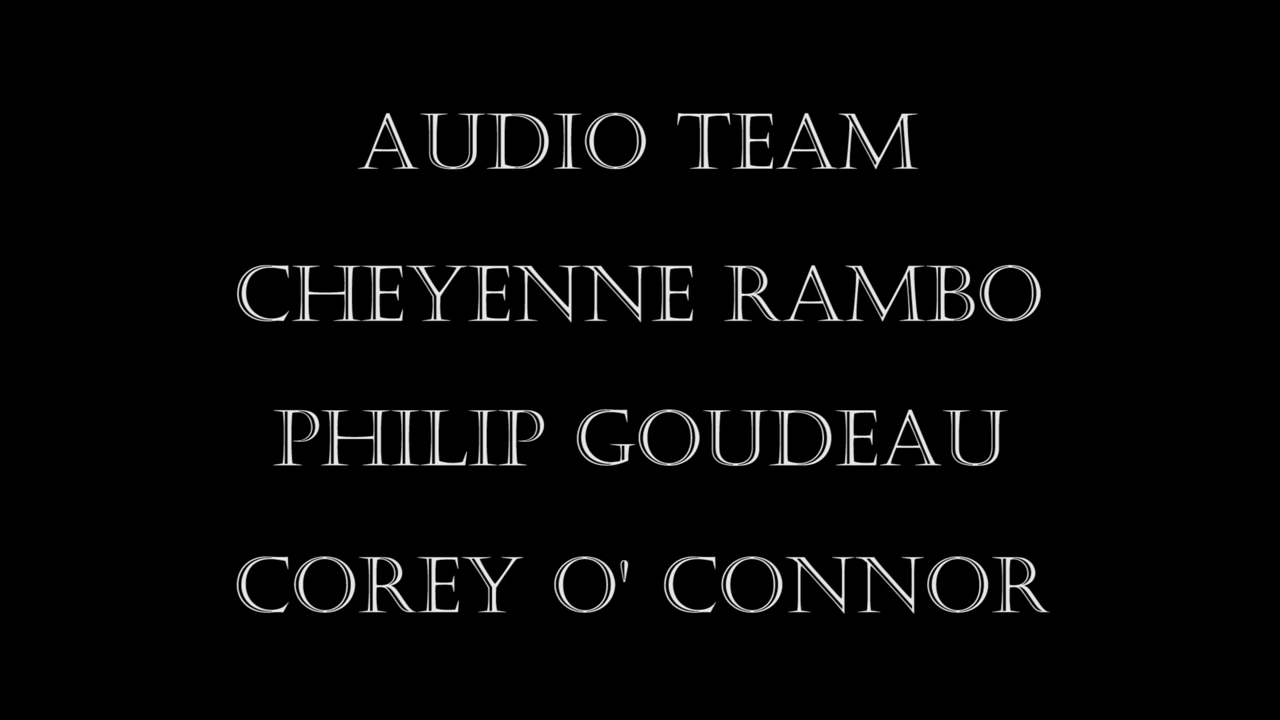 AUDIO TEAM
CHEYENNE RAMBO
PHILIP GOUDEAU
COREY O' CONNOR